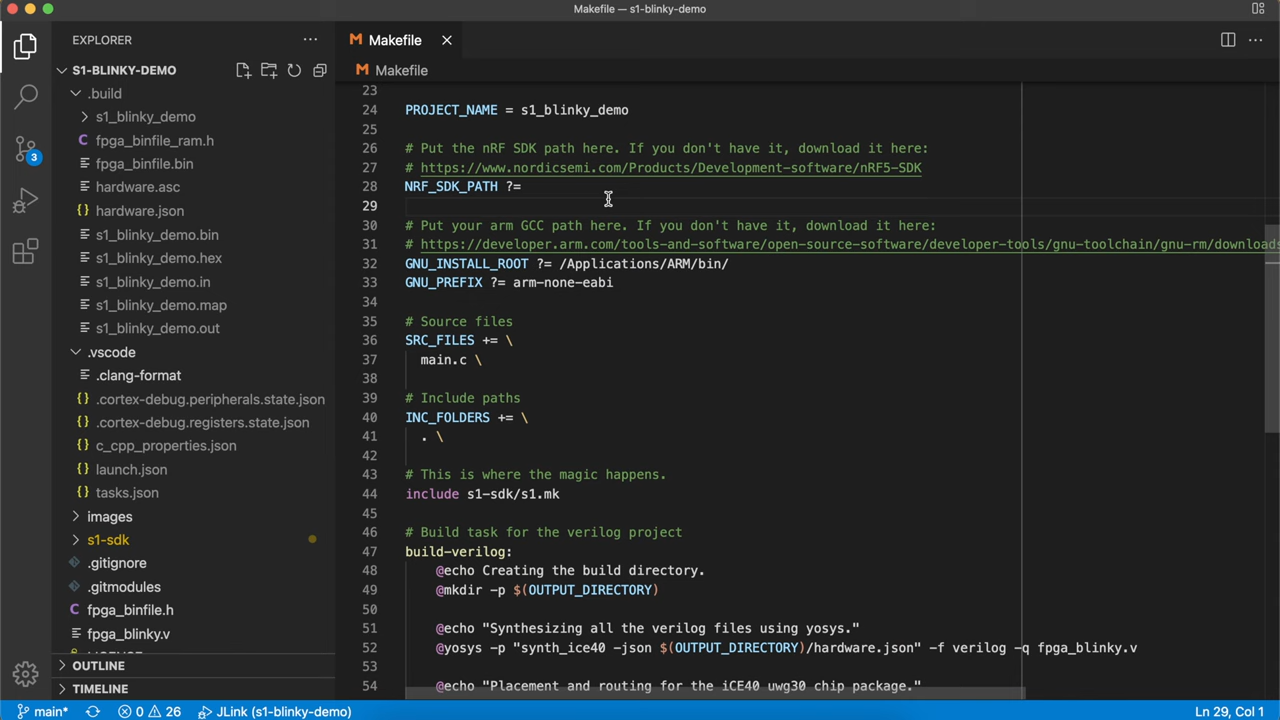 Makefile — s1-blinky-demo
EXPLORER
Makefile
S1-BLINKY-DEMO
Makefile
.build
s1_blinky_demo
fpga_binfile_ram.h
fpga_binfile.bin
hardware.asc
hardware.json
s1_blinky_demo.bin
s1_blinky_demo.hex
s1_blinky_demo.in
s1_blinky_demo.map
s1_blinky_demo.out
.vscode
.clang-format
.cortex-debug.peripherals.state.json
.cortex-debug.registers.state.json
c_cpp_properties.json
launch.json
tasks.json
images
s1-sdk
.gitignore
.gitmodules
fpga_binfile.h
fpga_blinky.v
OUTLINE
TIMELINE
3
23
24 PROJECT_NAME = s1_blinky_demo
25
26 # Put the nRF SDK path here. If you don't have it, download it here:
27 # https://www.nordicsemi.com/Products/Development-software/nRF5-SDK
28 NRF_SDK_PATH ?=
29
30 # Put your arm GCC path here. If you don't have it, download it here:
31 # https://developer.arm.com/tools-and-software/open-source-software/developer-tools/gnu-toolchain/gnu-rm/downloads
32 GNU_INSTALL_ROOT ?= /Applications/ARM/bin/
33 GNU_PREFIX ?= arm-none-eabi
34
35 # Source files
36 SRC_FILES += \
37 main.c \
38
39 # Include paths
40 INC_FOLDERS += \
41 . \
42
43 # This is where the magic happens.
44 include s1-sdk/s1.mk
45
46 # Build task for the verilog project
47 build-verilog:
48 @echo Creating the build directory.
49 @mkdir -p $(OUTPUT_DIRECTORY)
50
51 @echo "Synthesizing all the verilog files using yosys."
52 @yosys -p "synth_ice40 -json $(OUTPUT_DIRECTORY)/hardware.json" -f verilog -q fpga_blinky.v
53
54 @echo "Placement and routing for the iCE40 uwg30 chip package."
main* 0 26 JLink (s1-blinky-demo) Ln 29, Col 1